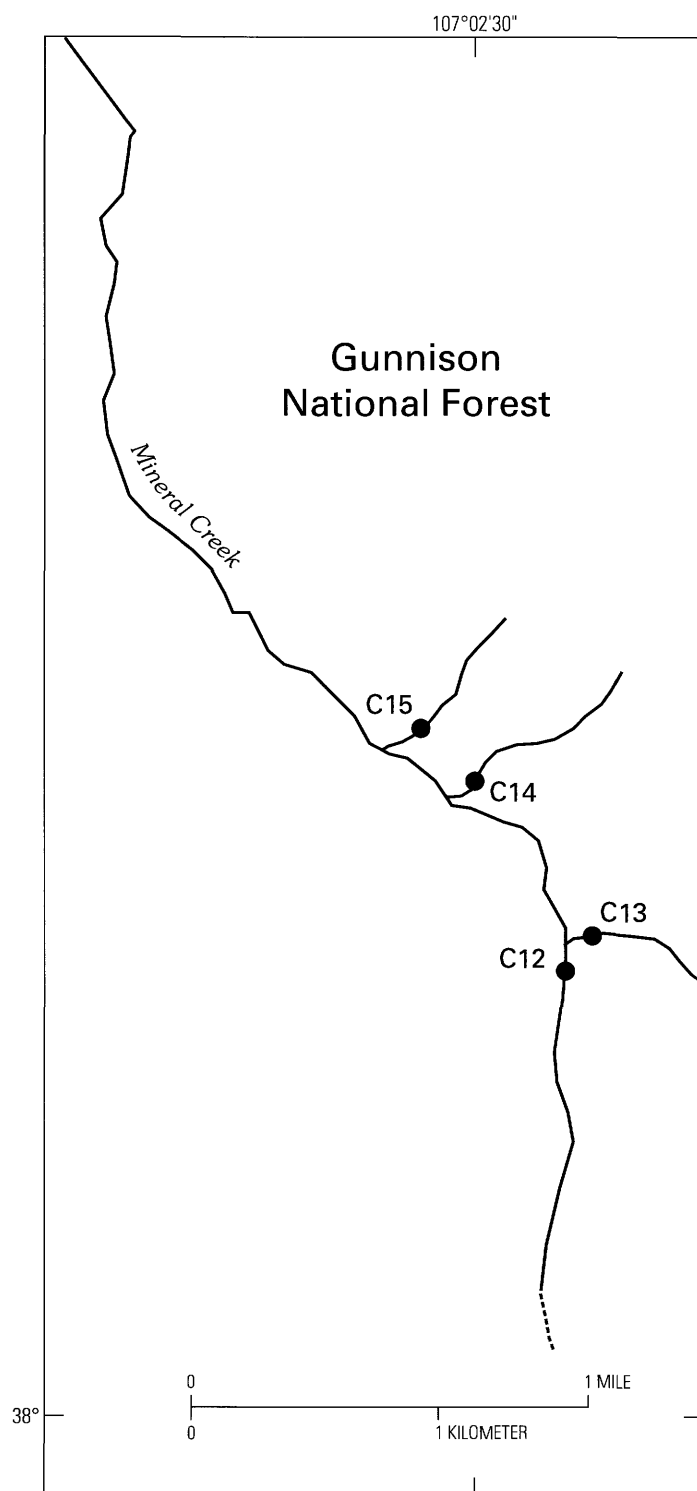 107°02'30"
Gunnison
National Forest
Mineral Creek
C15
C14
C13
C12
0
1 MILE
38°
0
1 KILOMETER